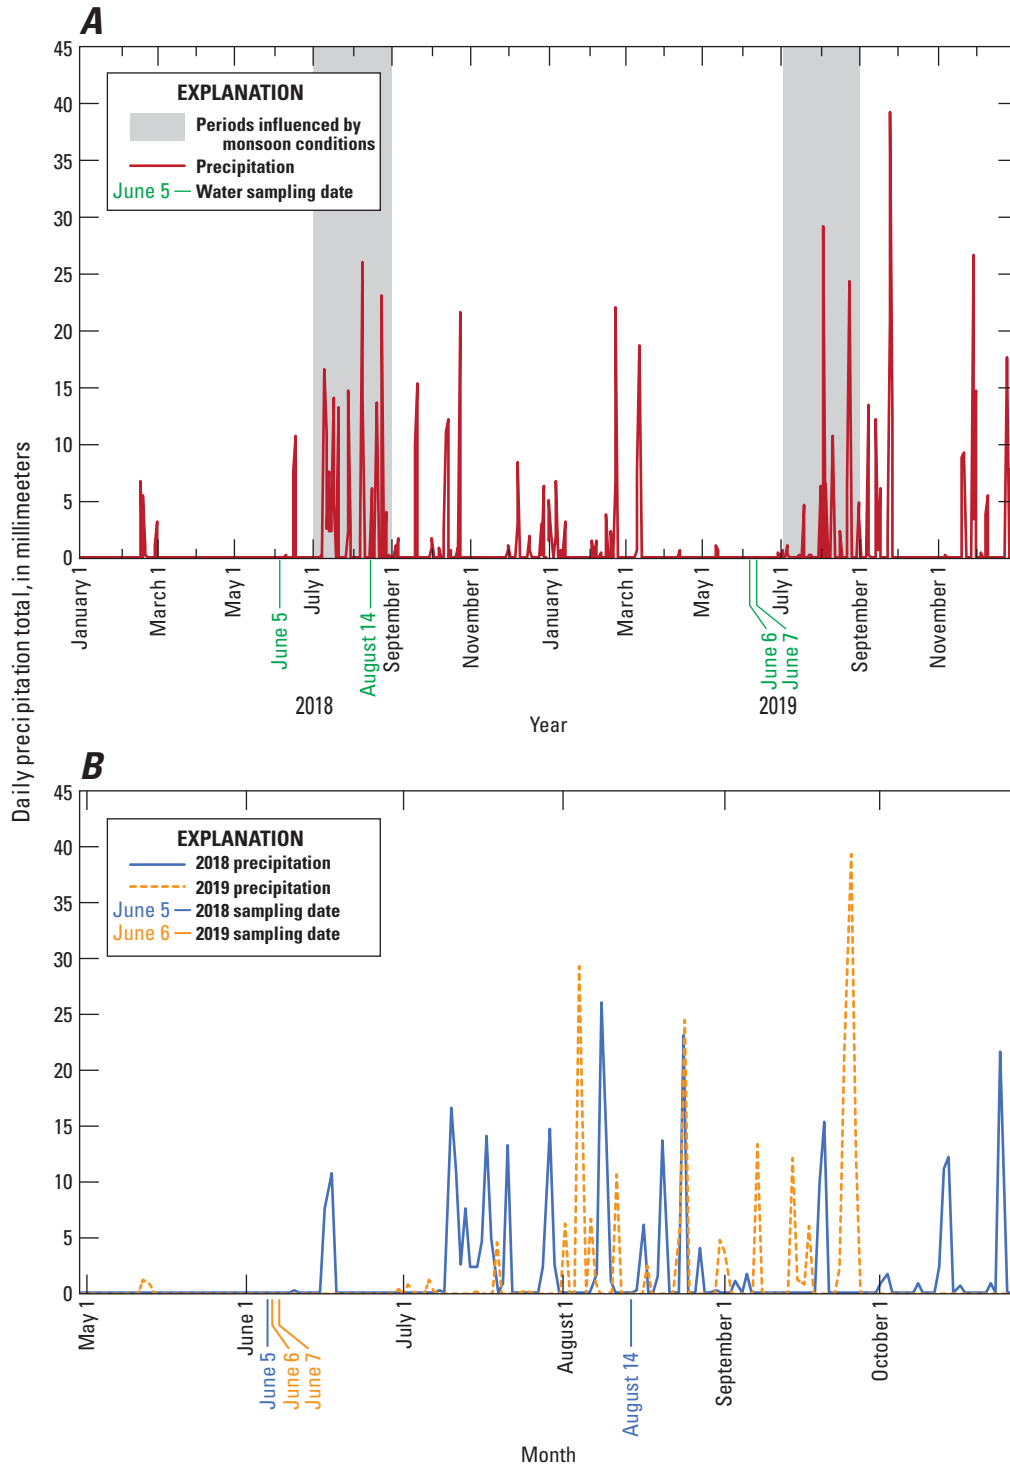 A
Daily precipitation total, in millimeeters
45
40
35
30
25
20
15
10
5
0
EXPLANATION
Periods influenced by
monsoon conditions
Precipitation
June 5 Water sampling date
January 1
March 1
May 1
June 5
July 1
August 14
September 1
November 1
January 1
March 1
May 1
June 6
June 7
July 1
September 1
November 1
2018
2019
Year
B
45
40
35
30
25
20
15
10
5
0
EXPLANATION
2018 precipitation
2019 precipitation
June 5 2018 sampling date
June 6 2019 sampling date
May 1
June 1
June 5
June 6
June 7
July 1
August 1
August 14
September 1
October 1
Month